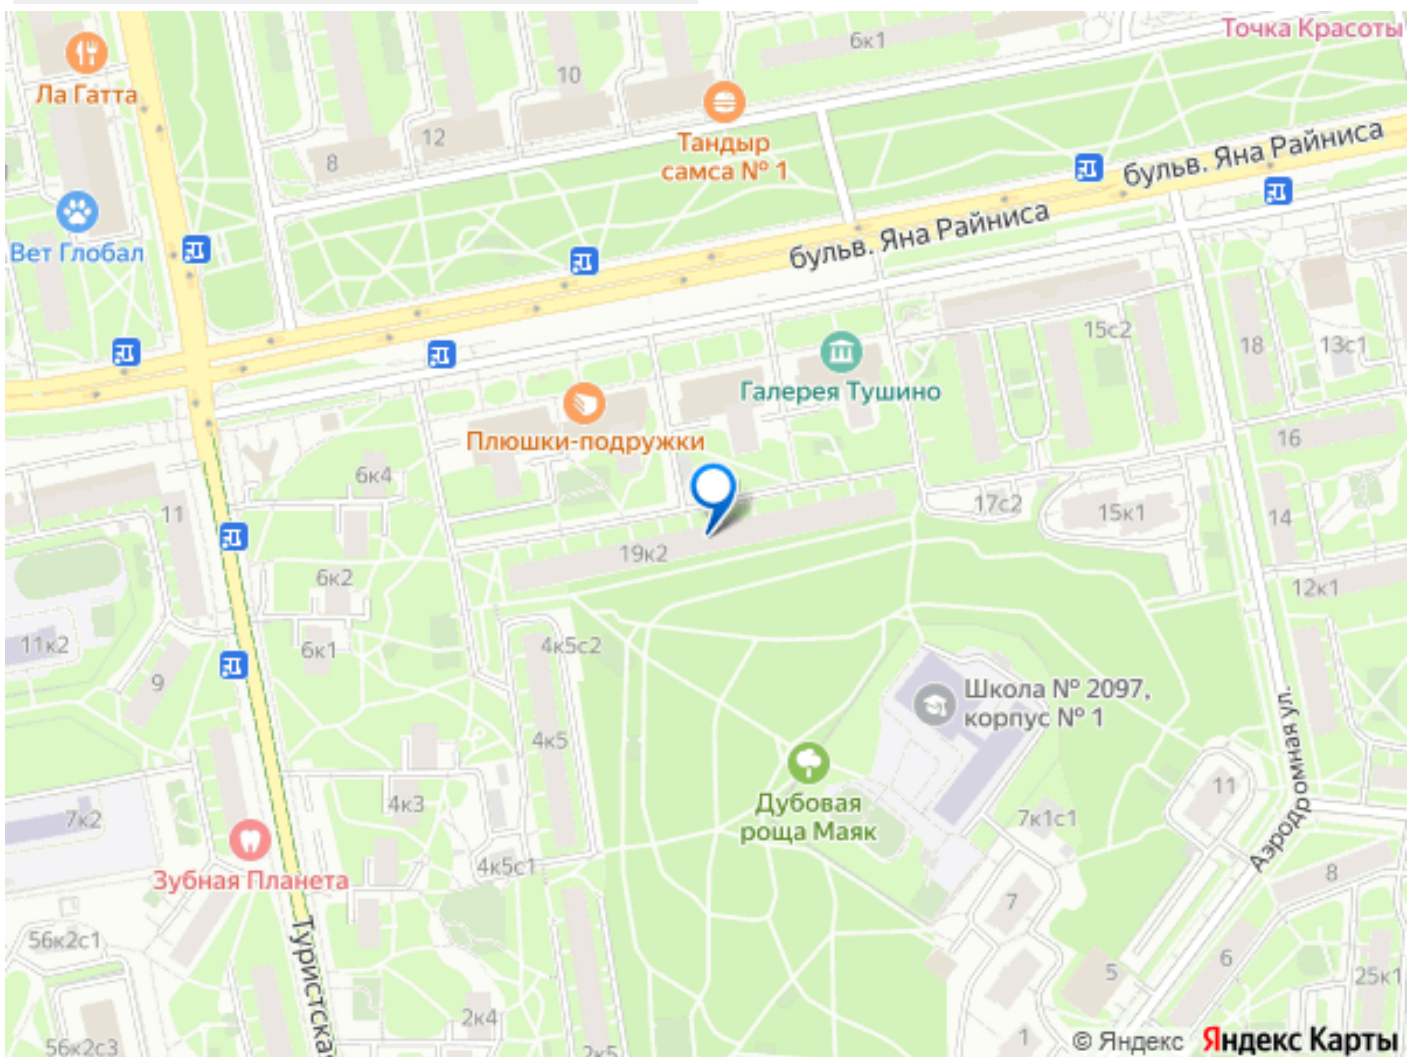 Точка Красоты
6к1
Ла Гатта
10
12
8
Тандыр
самса № 1
бульв. Яна Райниса
бульв. Яна Райниса
Вет Глобал
15с2
18
13с1
Галерея Тушино
Плюшки-подружки
16
6к4
11
17с2
15к1
14
19к2
6к2
12к1
11к2
6к1
4к5с2
9
Школа № 2097,
корпус № 1
4к5
Аэродромная ул.
11
4к3
Дубовая
роща Маяк
7к2
7к1с1
Зубная Планета
4к5с1
8
7
56к2с1
Туристская
6
5
25к1
2к4
1
56к2с3
2к5
© Яндекс Яндекс Карты